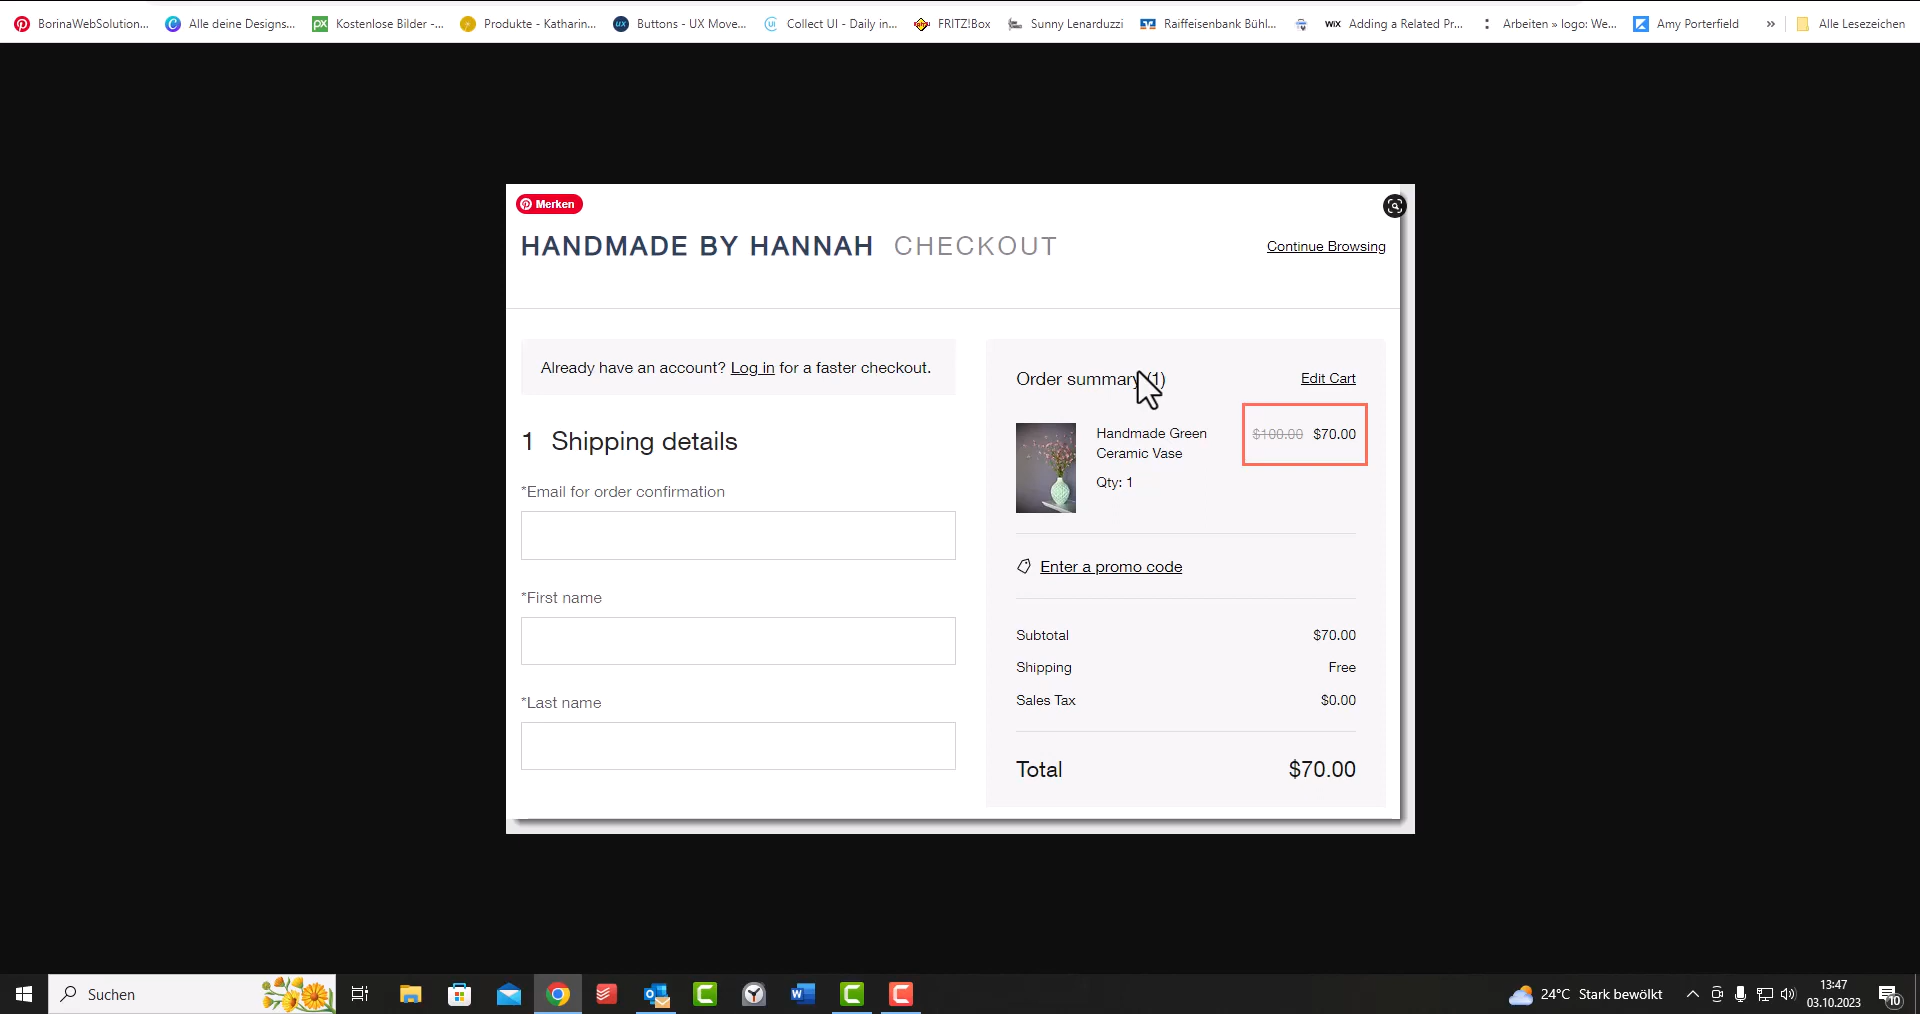 BorinaWebSolution...
Alle deine Designs...
Kostenlose Bilder -...
Produkte - Katharin...
Buttons - UX Move...
Collect UI - Daily in...
FRITZ!Box
Sunny Lenarduzzi
Raiffeisenbank Bühl...
WIX Adding a Related Pr...
Arbeiten » logo: We...
Amy Porterfield
»
Alle Lesezeichen
Merken
HANDMADE BY HANNAH CHECKOUT
Continue Browsing
Already have an account? Log in for a faster checkout.
1 Shipping details
*Email for order confirmation
*First name
*Last name
Order summary (1)
Edit Cart
Handmade Green
Ceramic Vase
$100.00 $70.00
Qty: 1
Enter a promo code
Subtotal $70.00
Shipping Free
Sales Tax $0.00
Total $70.00
Suchen
24°C Stark bewölkt
13:47
03.10.2023
10